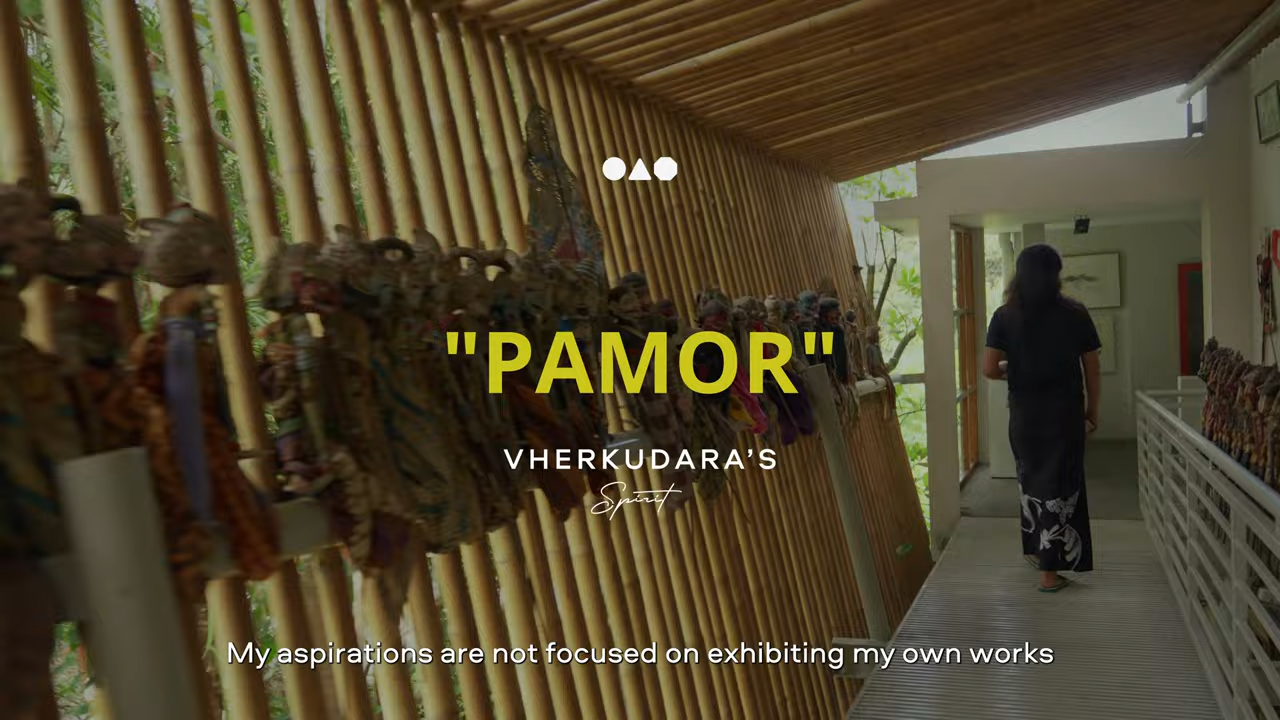 "PAMOR"
VHERKUDARA'S
Spirit
My aspirations are not focused on exhibiting my own works